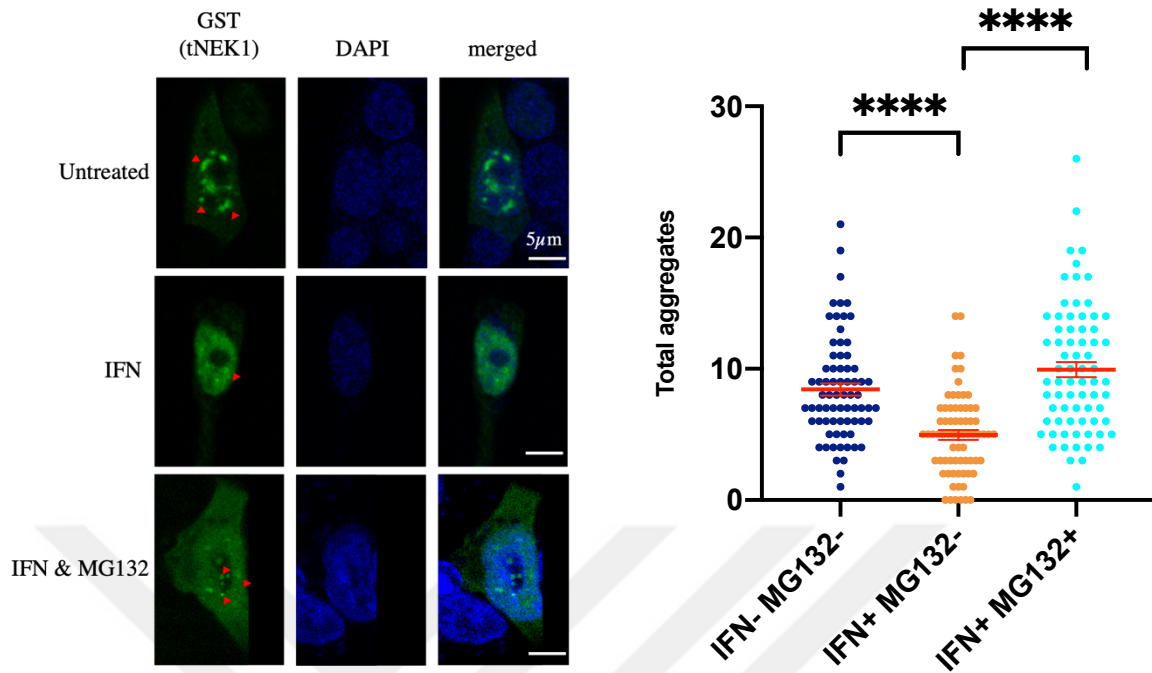 GST
(tNEK1)
DAPI
merged
Untreated
5µm
IFN
IFN & MG132
****
****
Total aggregates
30
20
10
0
IFN- MG132-
IFN+ MG132-
IFN+ MG132+